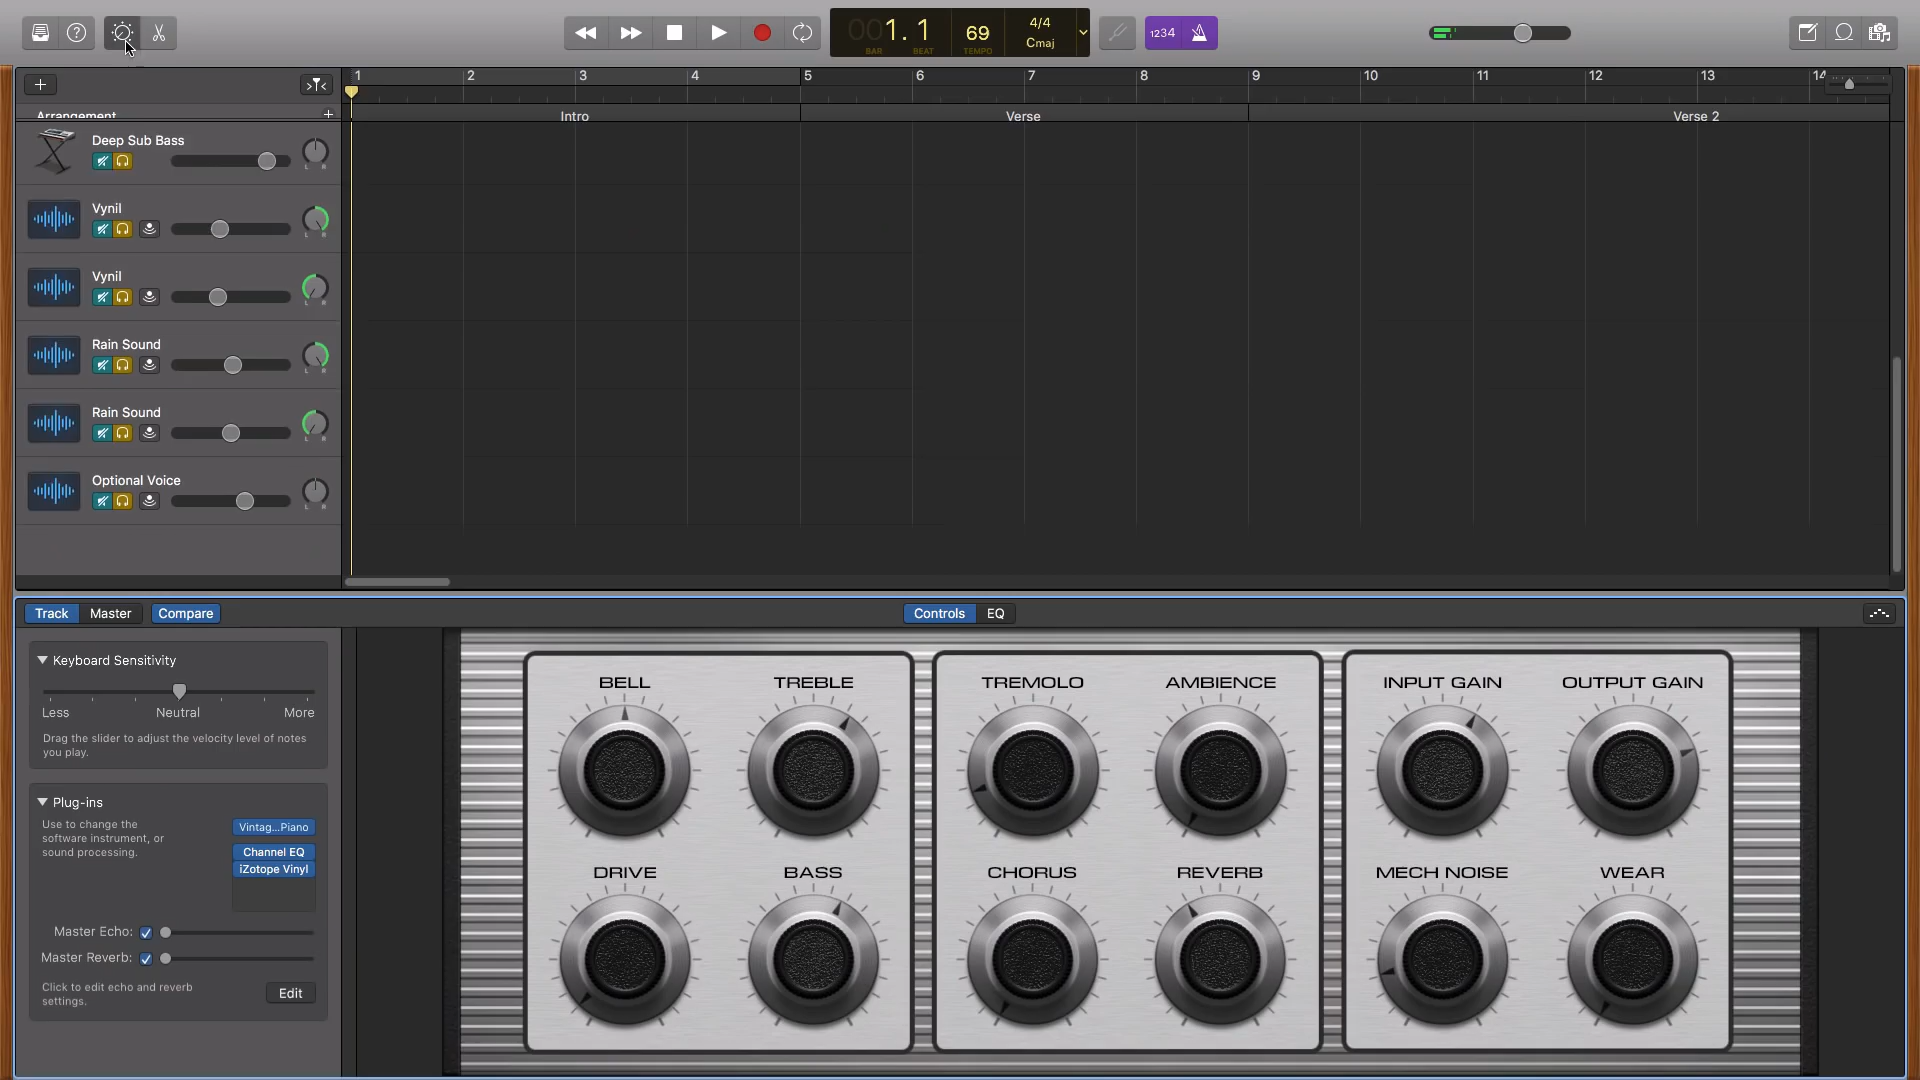 001. 1
BAR
BEAT
69
TEMPO
4/4
Cmaj
1234
1 2 3 4 5 6 7 8 9 10 11 12 13 14
Arrangement
Intro
Verse
Verse 2
Deep Sub Bass
L R
Vynil
L R
Vynil
L R
Rain Sound
L R
Rain Sound
L R
Optional Voice
L R
Track
Master
Compare
Controls
EQ
Keyboard Sensitivity
Less
Neutral
More
Drag the slider to adjust the velocity level of notes
you play.
Plug-ins
Use to change the
software instrument, or
sound processing.
Vintag...Piano
Channel EQ
iZotope Vinyl
Master Echo:
Master Reverb:
Click to edit echo and reverb
settings.
Edit
BELL
TREBLE
TREMOLO
AMBIENCE
INPUT GAIN
OUTPUT GAIN
DRIVE
BASS
CHORUS
REVERB
MECH NOISE
WEAR